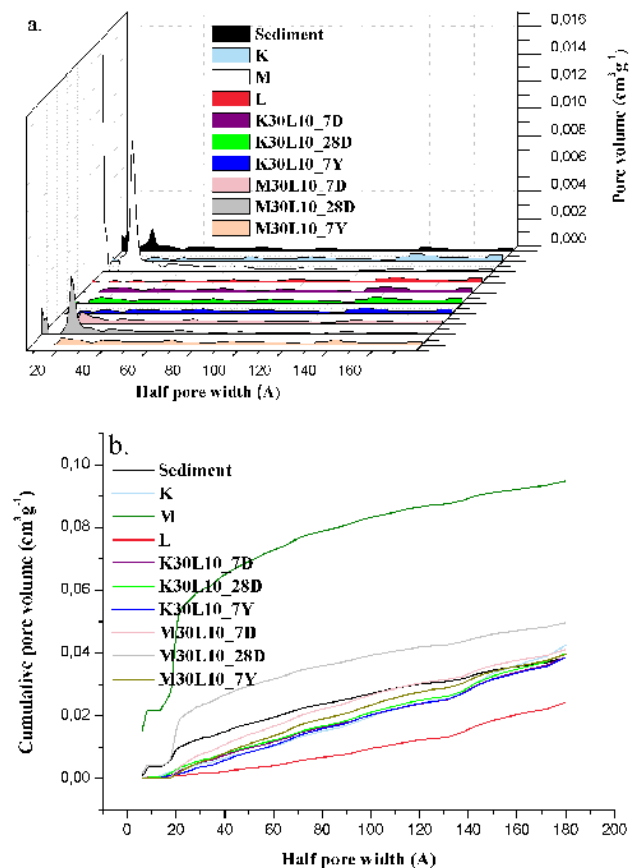 a.
Sediment
K
M
L
K30L10_7D
K30L10_28D
K30L10_7Y
M30L10_7D
M30L10_28D
M30L10_7Y
0,016
0,014
0,012
0,010
0,008
0,006
0,004
0,002
0,000
Pore volume (cm³g⁻¹)
20 40 60 80 100 120 140 160
Half pore width (A)
b.
Sediment
K
M
L
K30L10_7D
K30L10_28D
K30L10_7Y
M30L10_7D
M30L10_28D
M30L10_7Y
0,10
0,08
0,06
0,04
0,02
0,00
Cumulative pore volume (cm³g⁻¹)
0 20 40 60 80 100 120 140 160 180 200
Half pore width (A)